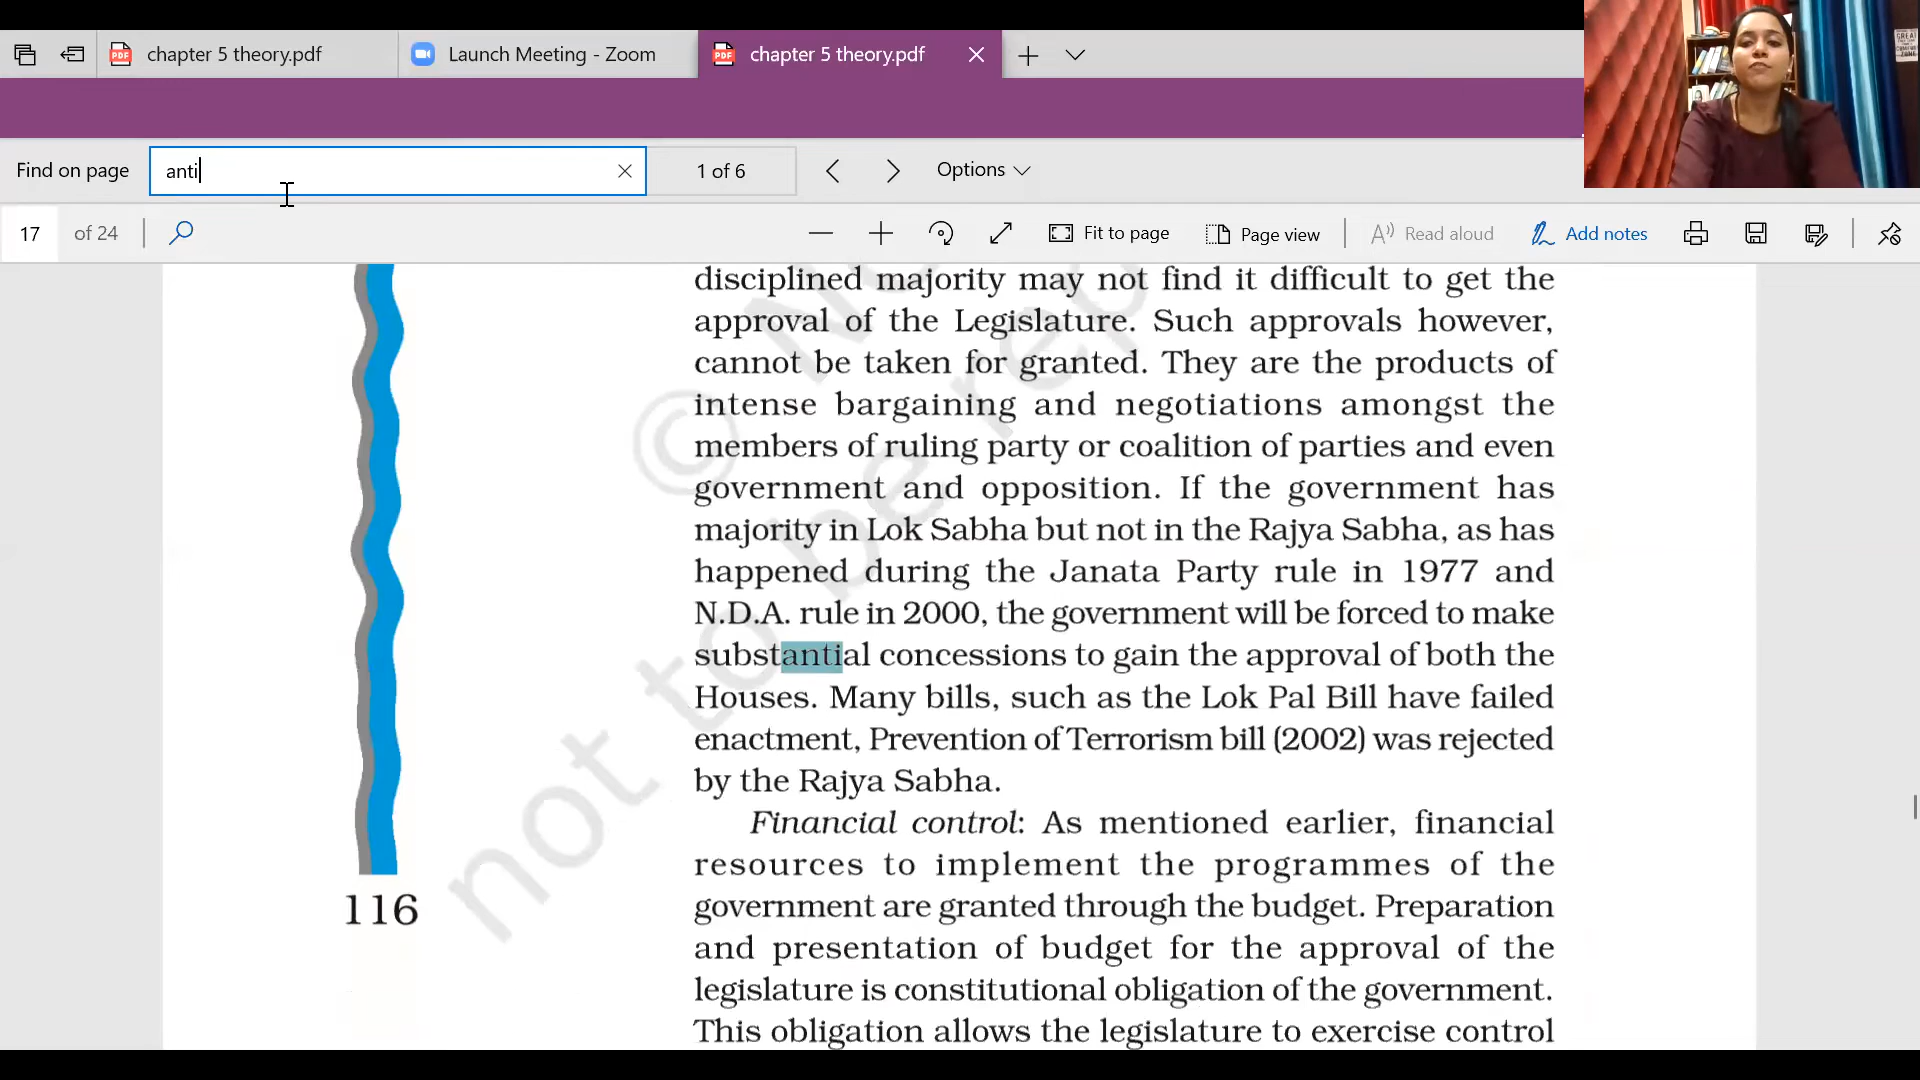 chapter 5 theory.pdf
Launch Meeting - Zoom
chapter 5 theory.pdf
Find on page
anti
1 of 6
Options
17
of 24
Fit to page
Page view
Read aloud
Add notes
disciplined majority may not find it difficult to get the
approval of the Legislature. Such approvals however,
cannot be taken for granted. They are the products of
intense bargaining and negotiations amongst the
members of ruling party or coalition of parties and even
government and opposition. If the government has
majority in Lok Sabha but not in the Rajya Sabha, as has
happened during the Janata Party rule in 1977 and
N.D.A. rule in 2000, the government will be forced to make
substantial concessions to gain the approval of both the
Houses. Many bills, such as the Lok Pal Bill have failed
enactment, Prevention of Terrorism bill (2002) was rejected
by the Rajya Sabha.
Financial control: As mentioned earlier, financial
resources to implement the programmes of the
government are granted through the budget. Preparation
and presentation of budget for the approval of the
legislature is constitutional obligation of the government.
This obligation allows the legislature to exercise control
116
not to be rep